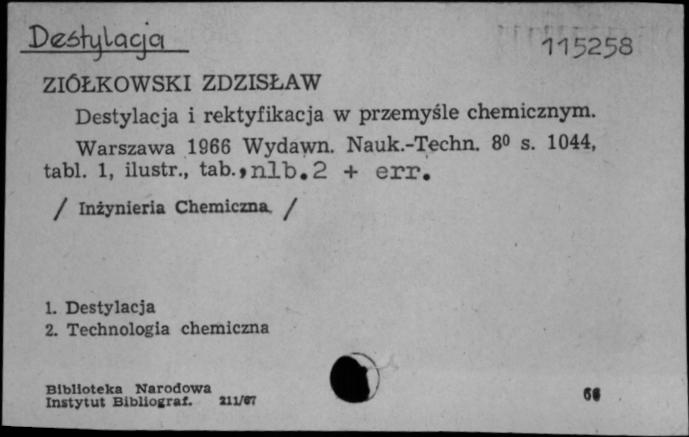 Destylacja
115258
ZIÓŁKOWSKI ZDZISŁAW
Destylacja i rektyfikacja w przemyśle chemicznym.
Warszawa 1966 Wydawn. Nauk.-Techn. 8⁰ s. 1044,
tabl. 1, ilustr., tab.,nlb.2 + err.
/ Inżynieria Chemiczna /
1. Destylacja
2. Technologia chemiczna
Biblioteka Narodowa
Instytut Bibliograf. 211/67